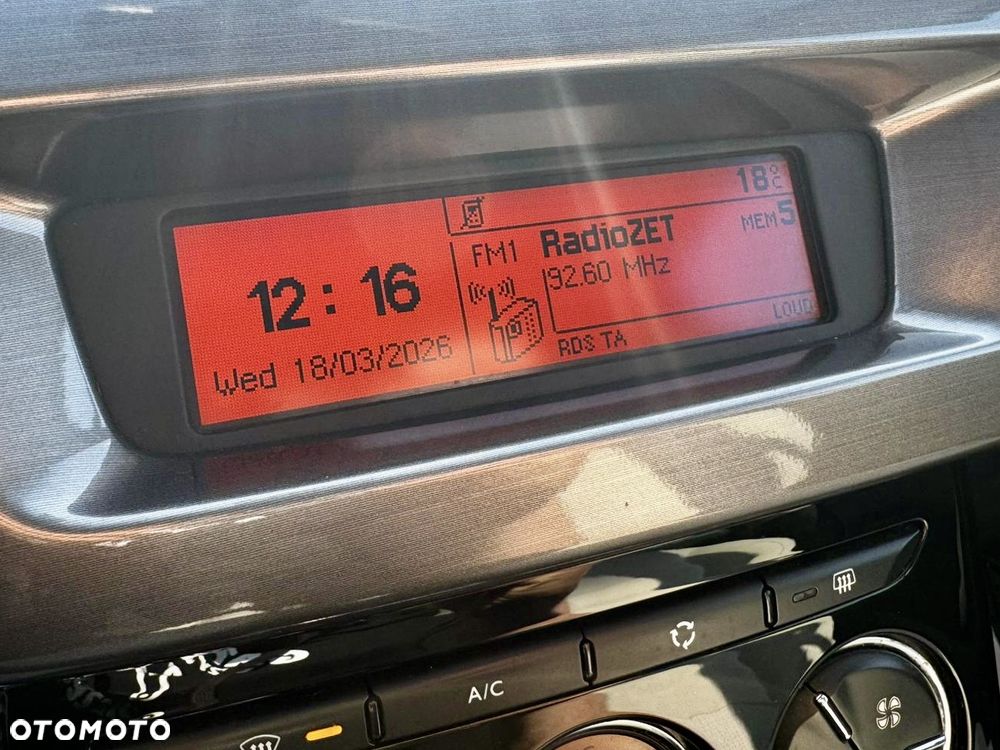 18°C
12:16
FM1 RadioZET MEM 5
92.60 MHz
LOUD
Wed 18/03/2026
RDS TA
A/C
OTOMOTO